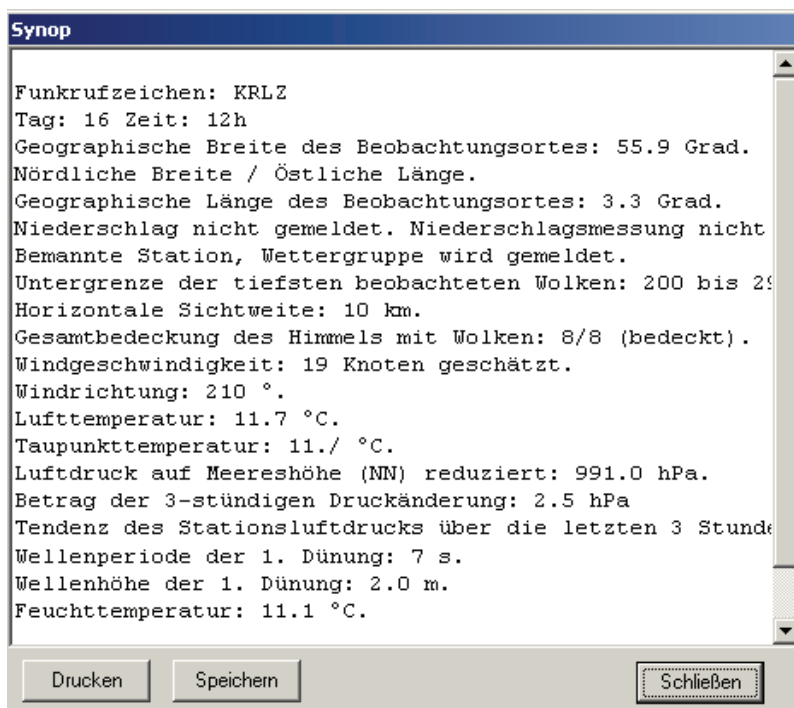 Synop
Funkrufzeichen: KRLZ
Tag: 16 Zeit: 12h
Geographische Breite des Beobachtungsortes: 55.9 Grad.
Nördliche Breite / Östliche Länge.
Geographische Länge des Beobachtungsortes: 3.3 Grad.
Niederschlag nicht gemeldet. Niederschlagsmessung nicht
Bemannte Station, Wettergruppe wird gemeldet.
Untergrenze der tiefsten beobachteten Wolken: 200 bis
Horizontale Sichtweite: 10 km.
Gesamtbedeckung des Himmels mit Wolken: 8/8 (bedeckt).
Windgeschwindigkeit: 19 Knoten geschätzt.
Windrichtung: 210 °.
Lufttemperatur: 11.7 °C.
Taupunkttemperatur: 11./ °C.
Luftdruck auf Meereshöhe (NN) reduziert: 991.0 hPa.
Betrag der 3-stündigen Druckänderung: 2.5 hPa
Tendenz des Stationsluftdrucks über die letzten 3
Wellenperiode der 1. Dünung: 7 s.
Wellenhöhe der 1. Dünung: 2.0 m.
Feuchttemperatur: 11.1 °C.
Drucken Speichern Schließen